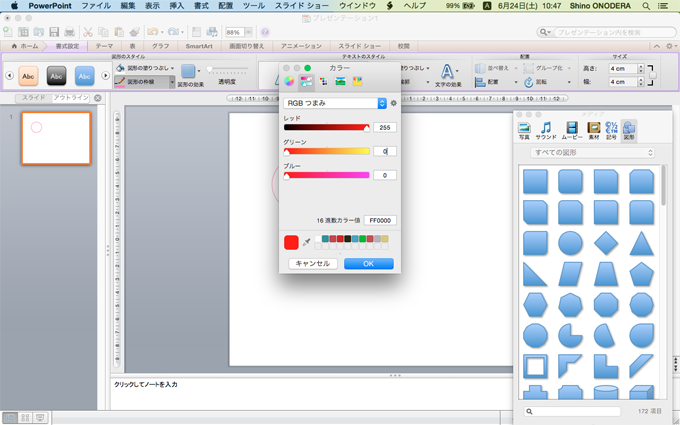 PowerPoint ファイル 編集 表示 挿入 書式 配置 ツール スライド ショー ウインドウ ヘルプ 99% 6月24日(土) 10:47 Shino ONODERA
プレゼンテーション1
88%
プレゼンテーション内を検索
ホーム 書式設定 テーマ 表 グラフ SmartArt 画面切り替え アニメーション スライド ショー 校閲
図形のスタイル テキストのスタイル 配置 サイズ
Abc Abc Abc
図形の塗りつぶし
図形の枠線
図形の効果
透明度
塗りつぶし
文字の効果
並べ替え グループ化
配置 回転
高さ: 4 cm
幅: 4 cm
スライド アウトライン
1
カラー
RGB つまみ
レッド
255
グリーン
0
ブルー
0
16 進数カラー値 FF0000
キャンセル OK
メディア
写真 サウンド ムービー 素材 記号 図形
すべての図形
172 項目
クリックしてノートを入力